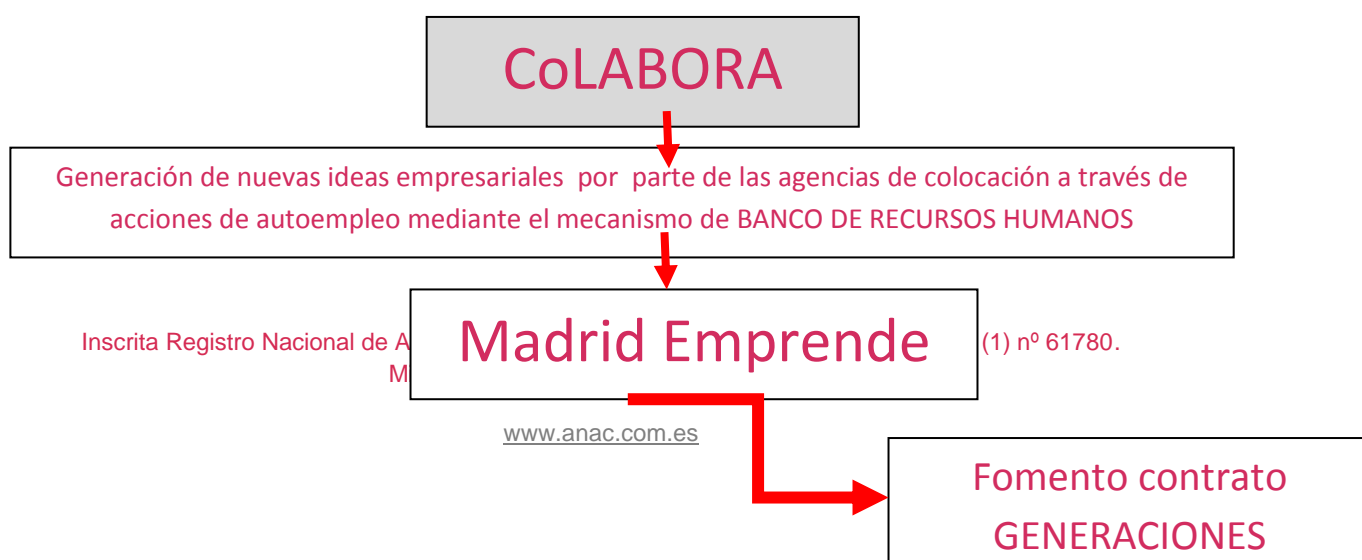 CoLABORA
Generación de nuevas ideas empresariales por parte de las agencias de colocación a través de
acciones de autoempleo mediante el mecanismo de BANCO DE RECURSOS HUMANOS
Inscrita Registro Nacional de A
Madrid Emprende
(1) nº 61780.
M
www.anac.com.es
Fomento contrato
GENERACIONES